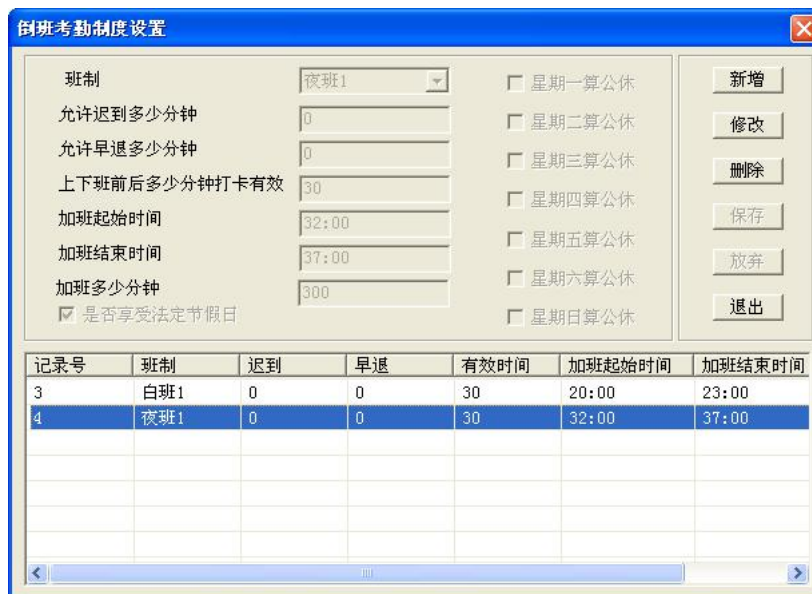 倒班考勤制度设置
班制 夜班1 星期一算公休 新增
允许迟到多少分钟 0 星期二算公休 修改
允许早退多少分钟 0 星期三算公休 删除
上下班前后多少分钟打卡有效 30 星期四算公休 保存
加班起始时间 32:00 星期五算公休 放弃
加班结束时间 37:00 星期六算公休 退出
加班多少分钟 300 星期日算公休
是否享受法定节假日
记录号 班制 迟到 早退 有效时间 加班起始时间 加班结束时间
3 白班1 0 0 30 20:00 23:00
4 夜班1 0 0 30 32:00 37:00